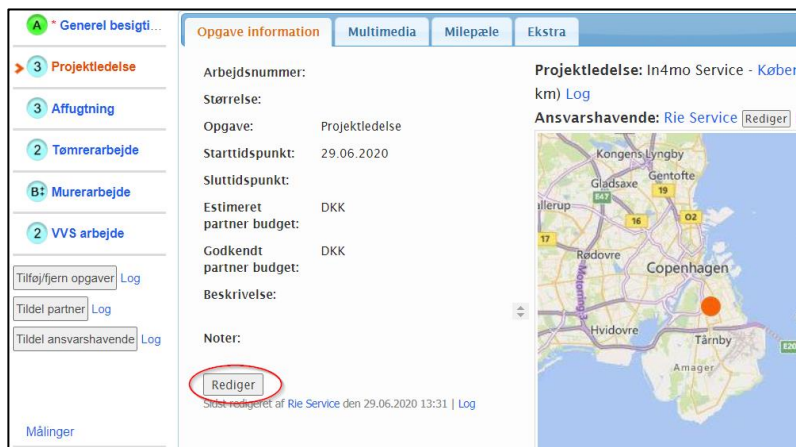 A * Generel besigti...
3 Projektledelse
3 Affugtning
2 Tømrerarbejde
B‡ Murerarbejde
2 VVS arbejde
Tilføj/fjern opgaver Log
Tildel partner Log
Tildel ansvarshavende Log
Målinger
Opgave information Multimedia Milepæle Ekstra
Arbejdsnummer:
Størrelse:
Opgave: Projektledelse
Starttidspunkt: 29.06.2020
Sluttidspunkt:
Estimeret DKK
partner budget:
Godkendt DKK
partner budget:
Beskrivelse:
Noter:
Rediger
Sidst redigeret af Rie Service den 29.06.2020 13:31 | Log
Projektledelse: In4mo Service - Køber
km) Log
Ansvarshavende: Rie Service Rediger
Kongens Lyngby
Gentofte
Gladsaxe
E47
19
llerup
16
O2
17
Rødovre
Copenhagen
Motorring 3
Hvidovre
Tårnby
E20
Amager